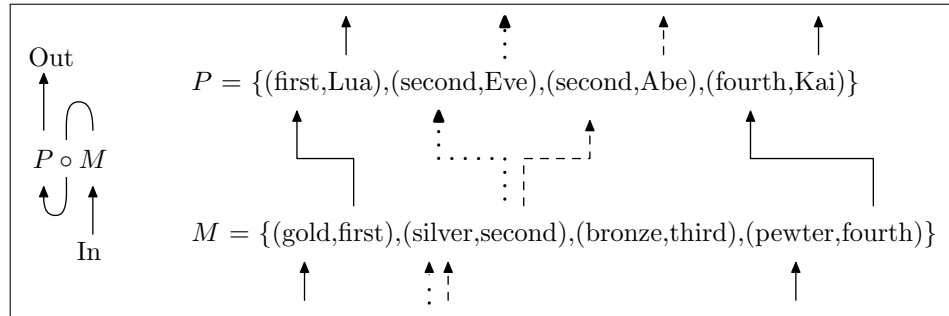 Out
P ∘ M
In
P = {(first,Lua),(second,Eve),(second,Abe),(fourth,Kai)}
M = {(gold,first),(silver,second),(bronze,third),(pewter,fourth)}